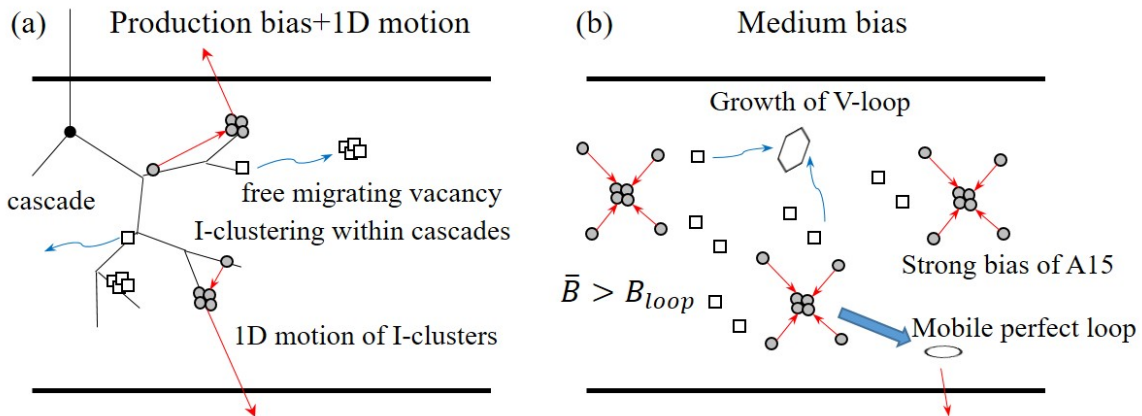 (a) Production bias+1D motion
cascade
free migrating vacancy
I-clustering within cascades
1D motion of I-clusters
(b) Medium bias
Growth of V-loop
Strong bias of A15
B̄ > B_loop
Mobile perfect loop